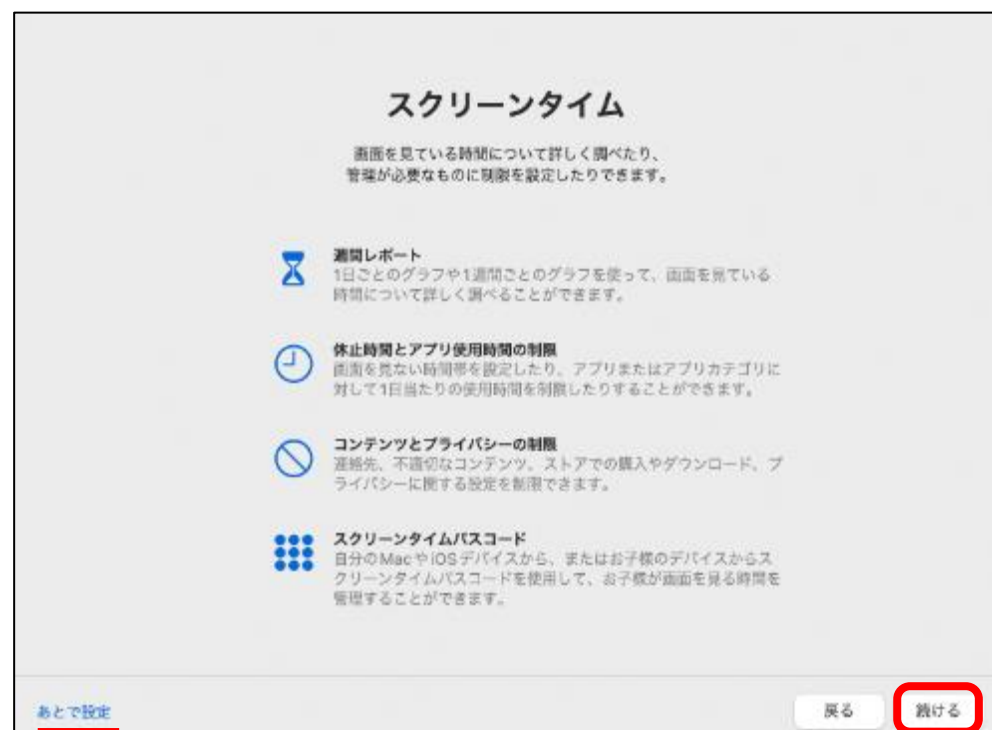 スクリーンタイム
画面を見ている時間について詳しく調べたり、
管理が必要なものに制限を設定したりできます。
週間レポート
1日ごとのグラフや1週間ごとのグラフを使って、画面を見ている
時間について詳しく調べることができます。
休止時間とアプリ使用時間の制限
画面を見ない時間帯を設定したり、アプリまたはアプリカテゴリに
対して1日当たりの使用時間を制限したりすることができます。
コンテンツとプライバシーの制限
連絡先、不適切なコンテンツ、ストアでの購入やダウンロード、プ
ライバシーに関する設定を制限できます。
スクリーンタイムパスコード
自分のMacやiOSデバイスから、またはお子様のデバイスからス
クリーンタイムパスコードを使用して、お子様が画面を見る時間を
管理することができます。
あとで設定
戻る
続ける